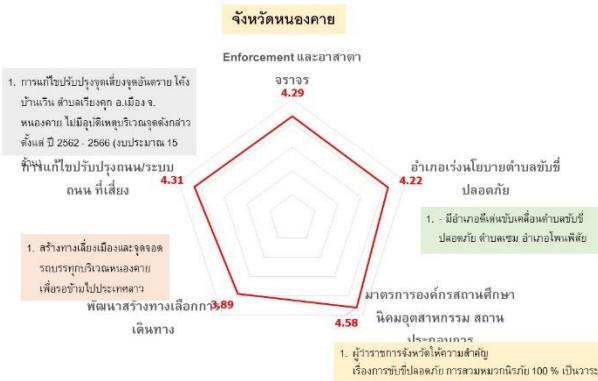 จังหวัดหนองคาย
Enforcement และอาสาตา
จราจร
4.29
1. การแก้ไขปรับปรุงจุดเสี่ยงจุดอันตราย โค้ง
บ้านเวิน ตำบลเวียงคุก อ.เมือง จ.
หนองคาย ไม่มีอุบัติเหตุบริเวณจุดดังกล่าว
ตั้งแต่ ปี 2562 - 2566 (งบประมาณ 15
ล้าน)
การแก้ไขปรับปรุงถนน/ระบบ
ถนน ที่เสี่ยง
4.31
4.22
อำเภอเร่งนโยบายตำบลขับขี่
ปลอดภัย
1. - มีอำเภอดีเด่นขับเคลื่อนตำบลขับขี่
ปลอดภัย ตำบลเซม อำเภอโพนพิสัย
1. สร้างทางเลี่ยงเมืองและจุดจอด
รถบรรทุกบริเวณหนองคาย
เพื่อรอข้ามไปประเทศลาว
3.89
พัฒนาสร้างทางเลือกการ
เดินทาง
4.58
มาตรการองค์กรสถานศึกษา
นิคมอุตสาหกรรม สถาน
ประกอบการ
1. ผู้ว่าราชการจังหวัดให้ความสำคัญ
เรื่องการขับขี่ปลอดภัย การสวมหมวกนิรภัย 100 % เป็นวาระ